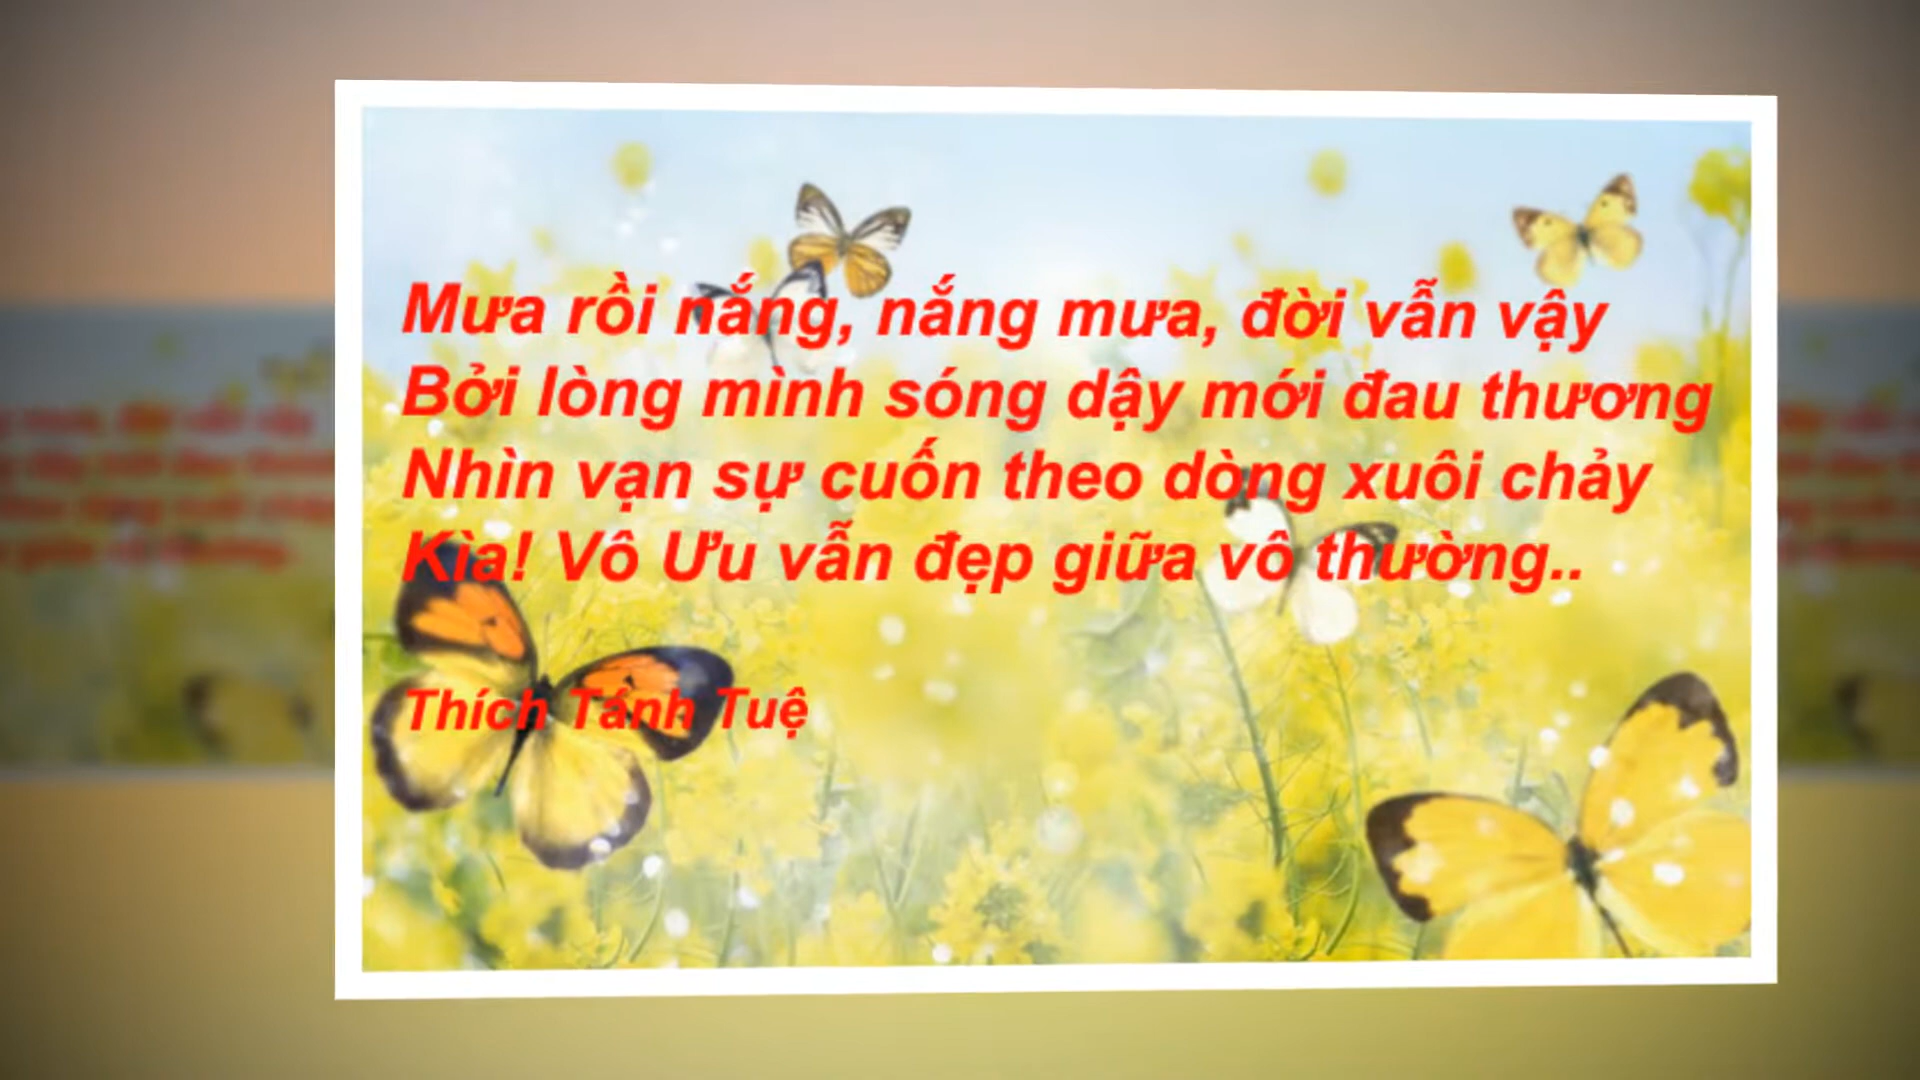 Mưa rồi nắng, nắng mưa, đời vẫn vậy
Bởi lòng mình sóng dậy mới đau thương
Nhìn vạn sự cuốn theo dòng xuôi chảy
Kìa! Vô Ưu vẫn đẹp giữa vô thường..
Thích Tánh Tuệ